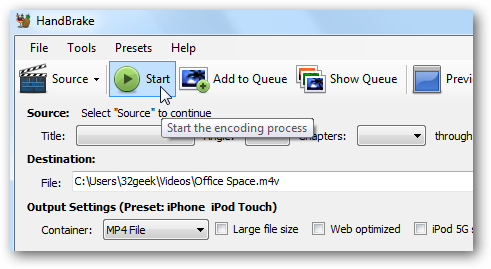 HandBrake
File Tools Presets Help
Source Start Add to Queue Show Queue
Source: Select "Source" to continue
Start the encoding process
Title: Chapters: through
Destination:
File: C:\Users\32geek\Videos\Office Space.m4v
Output Settings (Preset: iPhone iPod Touch)
Container: MP4 File Large file size Web optimized iPod 5G